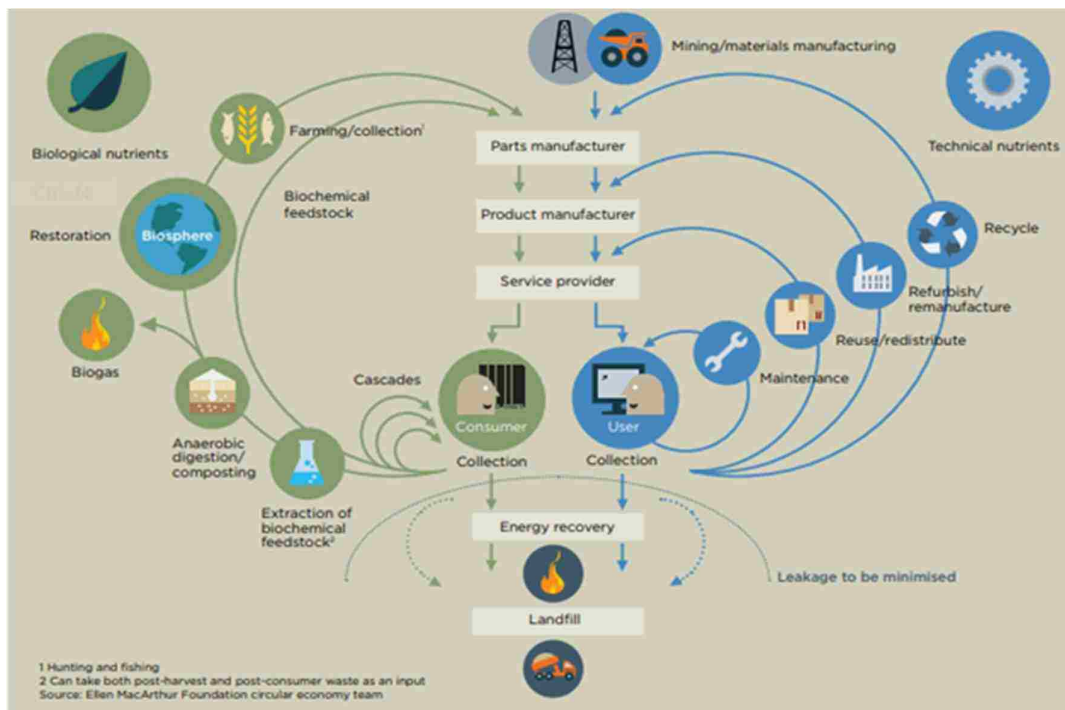 Mining/materials manufacturing
Biological nutrients
Farming/collection¹
Parts manufacturer
Technical nutrients
Biochemical
feedstock
Product manufacturer
Restoration
Biosphere
Recycle
Service provider
Refurbish/
remanufacture
Biogas
Reuse/redistribute
Cascades
Maintenance
Consumer
User
Anaerobic
digestion/
composting
Collection
Collection
Extraction of
biochemical
feedstock²
Energy recovery
Leakage to be minimised
Landfill
1 Hunting and fishing
2 Can take both post-harvest and post-consumer waste as an input
Source: Ellen MacArthur Foundation circular economy team